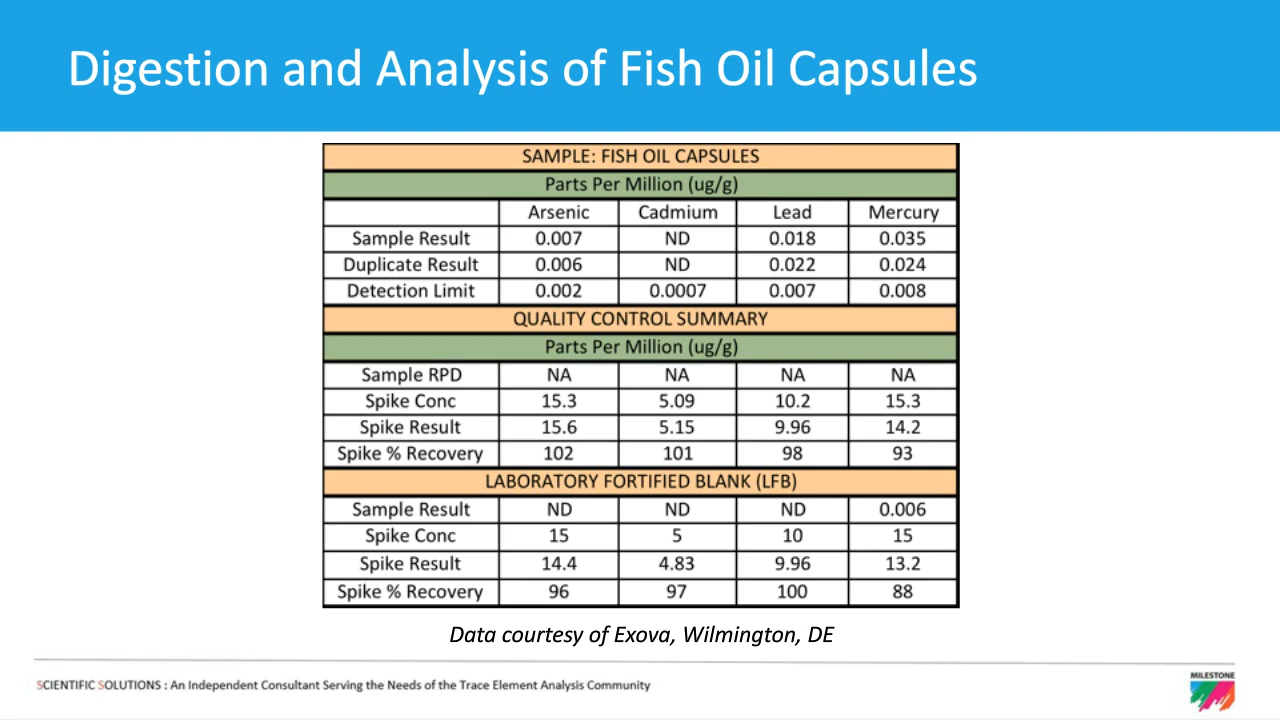 Digestion and Analysis of Fish Oil Capsules
SAMPLE: FISH OIL CAPSULES
Parts Per Million (ug/g)
Arsenic Cadmium Lead Mercury
Sample Result 0.007 ND 0.018 0.035
Duplicate Result 0.006 ND 0.022 0.024
Detection Limit 0.002 0.0007 0.007 0.008
QUALITY CONTROL SUMMARY
Parts Per Million (ug/g)
Sample RPD NA NA NA NA
Spike Conc 15.3 5.09 10.2 15.3
Spike Result 15.6 5.15 9.96 14.2
Spike % Recovery 102 101 98 93
LABORATORY FORTIFIED BLANK (LFB)
Sample Result ND ND ND 0.006
Spike Conc 15 5 10 15
Spike Result 14.4 4.83 9.96 13.2
Spike % Recovery 96 97 100 88
Data courtesy of Exova, Wilmington, DE
SCIENTIFIC SOLUTIONS : An Independent Consultant Serving the Needs of the Trace Element Analysis Community
MILESTONE